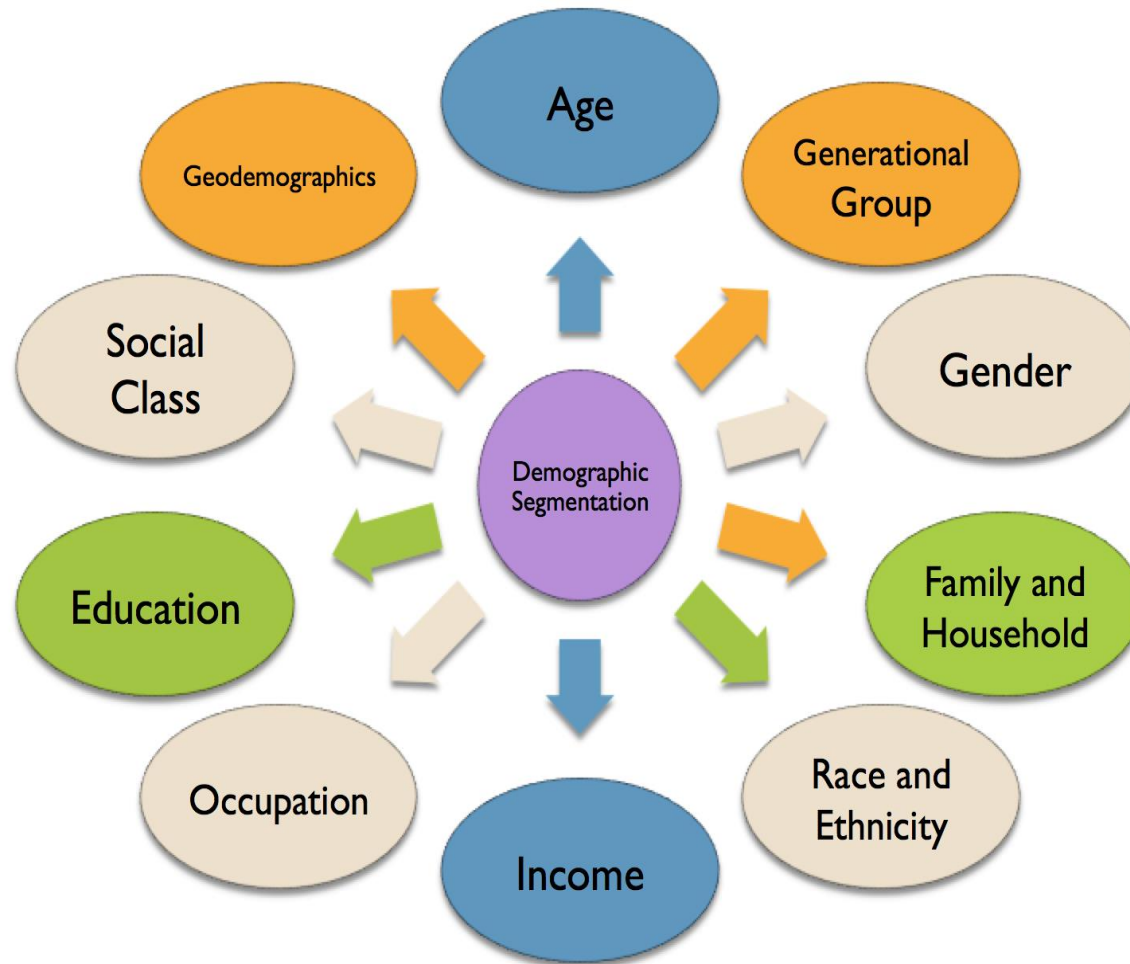 Age
Generational
Group
Gender
Family and
Household
Race and
Ethnicity
Income
Occupation
Education
Social
Class
Geodemographics
Demographic
Segmentation